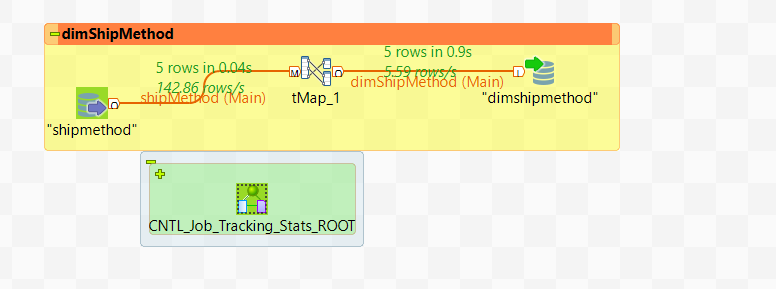 dimShipMethod
5 rows in 0.04s
142.86 rows/s
shipMethod (Main)
5 rows in 0.9s
5.59 rows/s
dimShipMethod (Main)
M
O
O
I
tMap_1
"dimshipmethod"
"shipmethod"
CNTL_Job_Tracking_Stats_ROOT